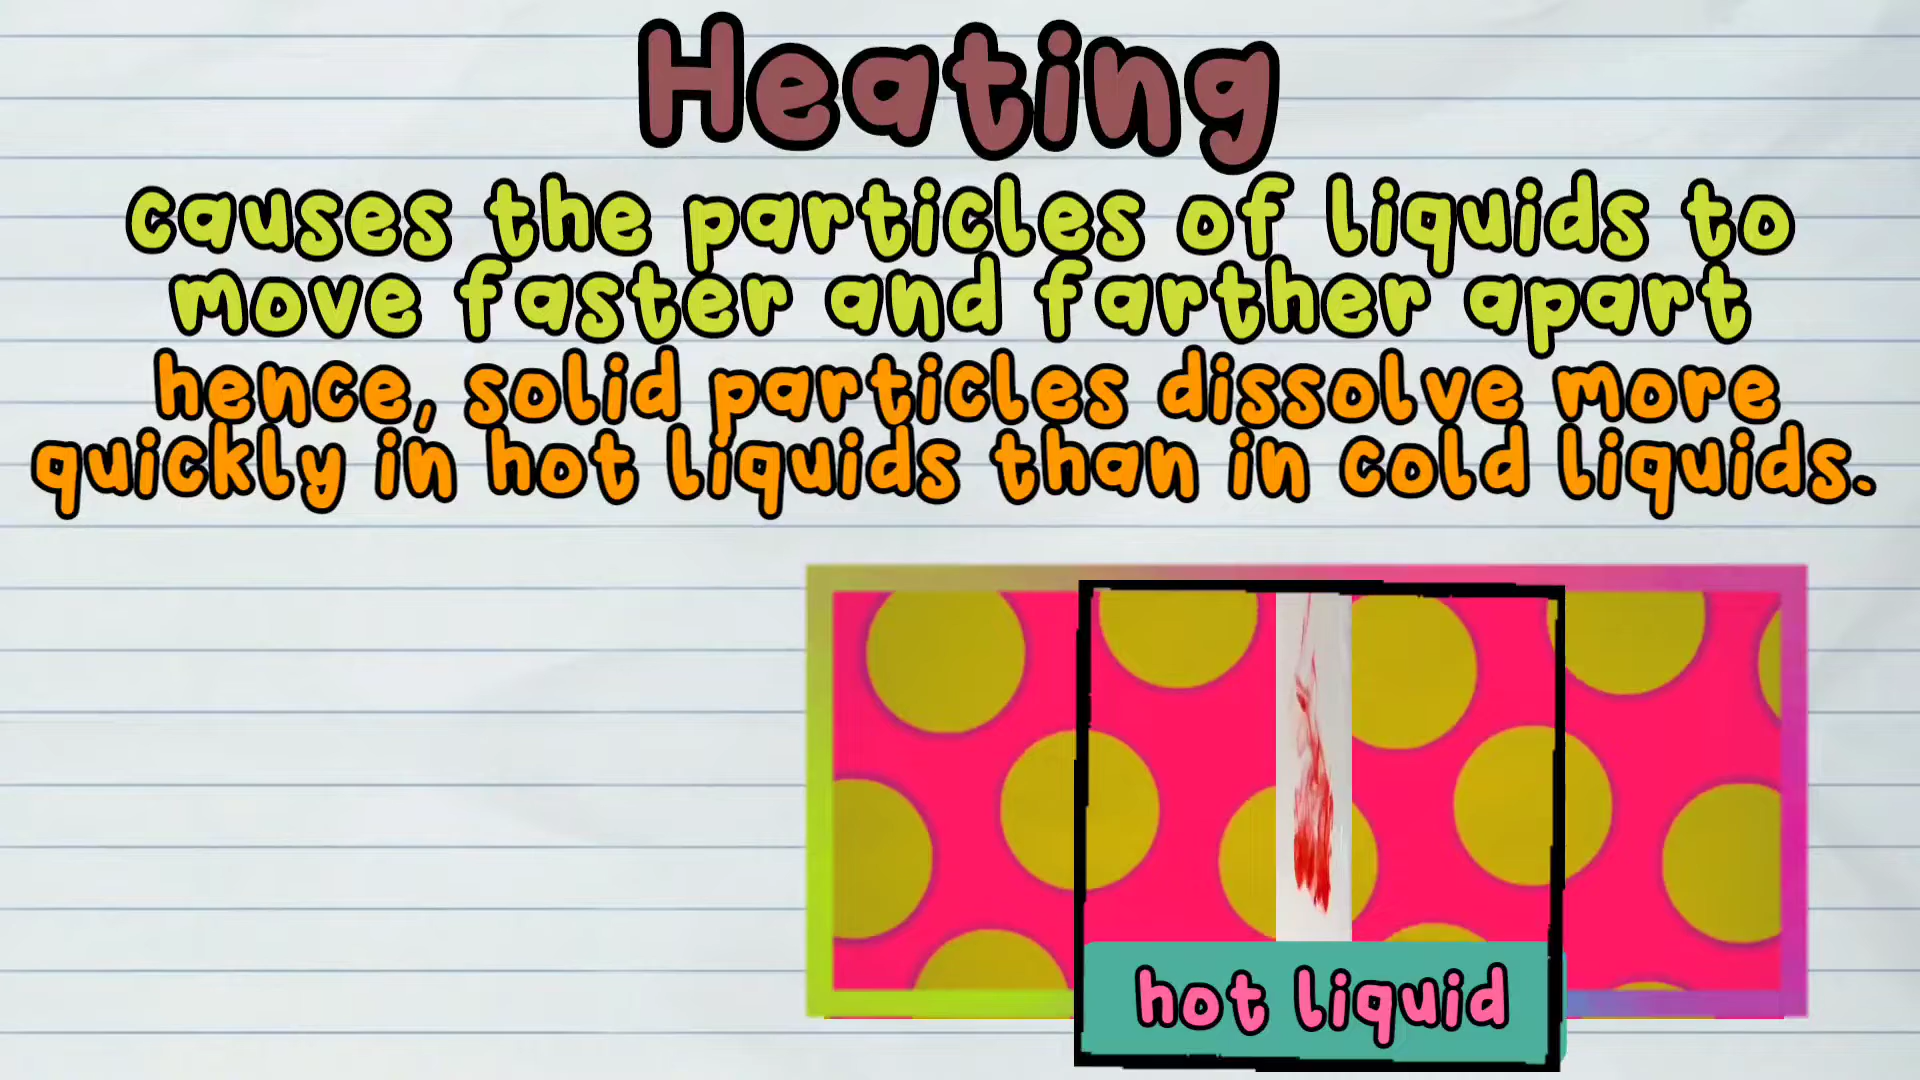 Heating
causes the particles of liquids to
move faster and farther apart
hence, solid particles dissolve more
quickly in hot liquids than in cold liquids.
hot liquid